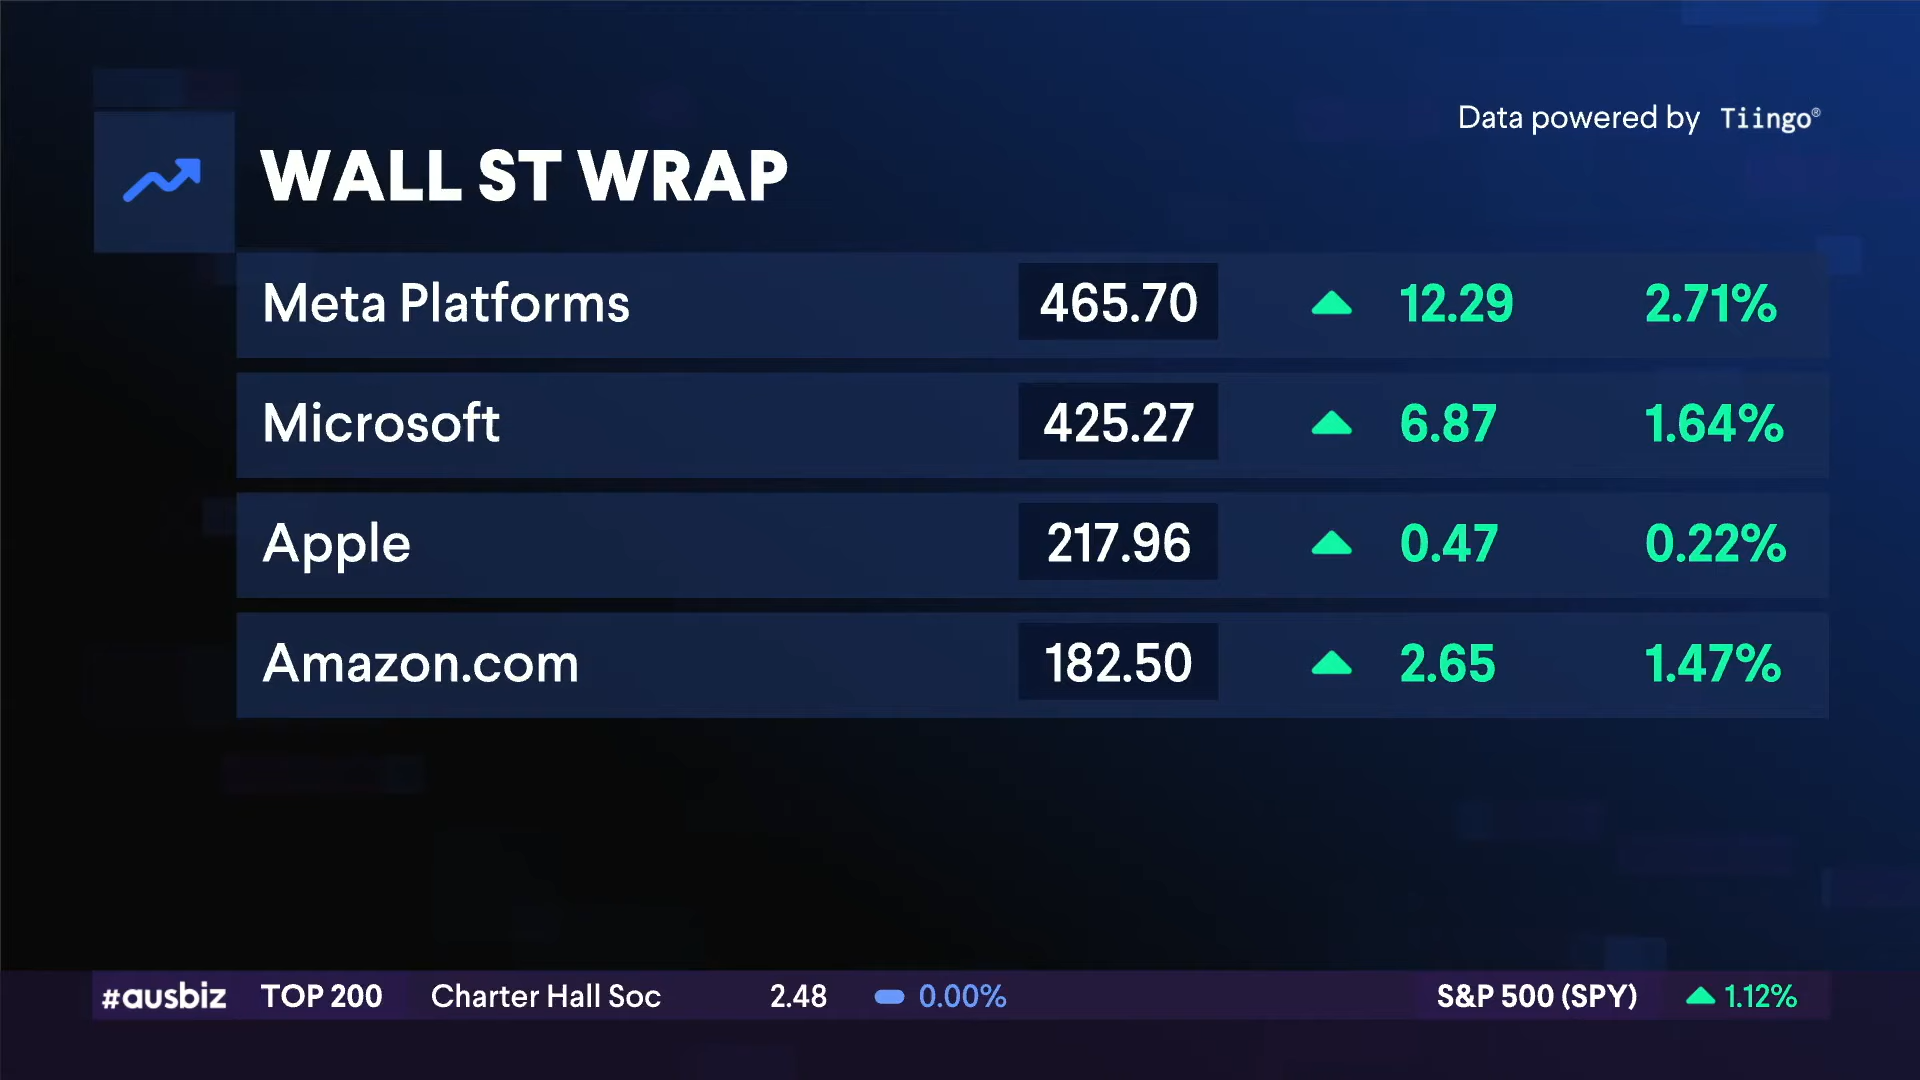 Data powered by Tiingo®
WALL ST WRAP
Meta Platforms 465.70 12.29 2.71%
Microsoft 425.27 6.87 1.64%
Apple 217.96 0.47 0.22%
Amazon.com 182.50 2.65 1.47%
#ausbiz TOP 200 Charter Hall Soc 2.48 0.00% S&P 500 (SPY) 1.12%